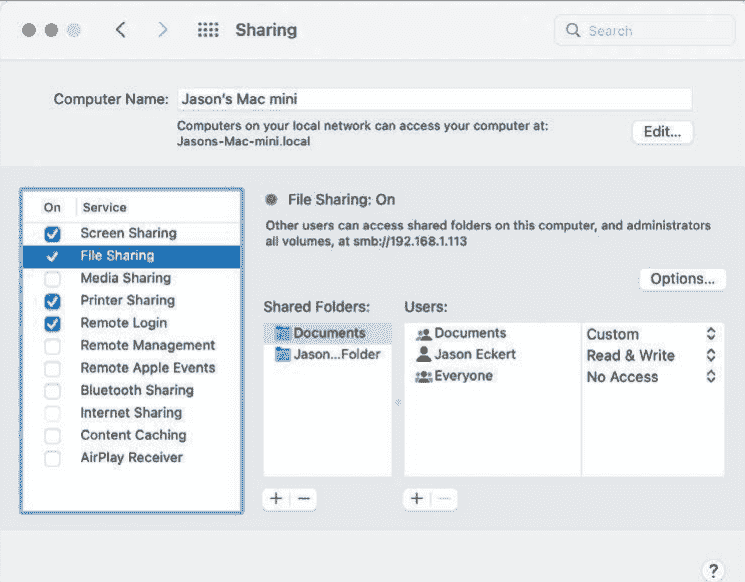 Sharing
Search
Computer Name:
Jason's Mac mini
Computers on your local network can access your computer at:
Jasons-Mac-mini.local
Edit...
On
Service
Screen Sharing
File Sharing
Media Sharing
Printer Sharing
Remote Login
Remote Management
Remote Apple Events
Bluetooth Sharing
Internet Sharing
Content Caching
AirPlay Receiver
File Sharing: On
Other users can access shared folders on this computer, and administrators
all volumes, at smb://192.168.1.113
Options...
Shared Folders:
Documents
Jason...Folder
Users:
Documents Custom
Jason Eckert Read & Write
Everyone No Access
+ −
+ −
?